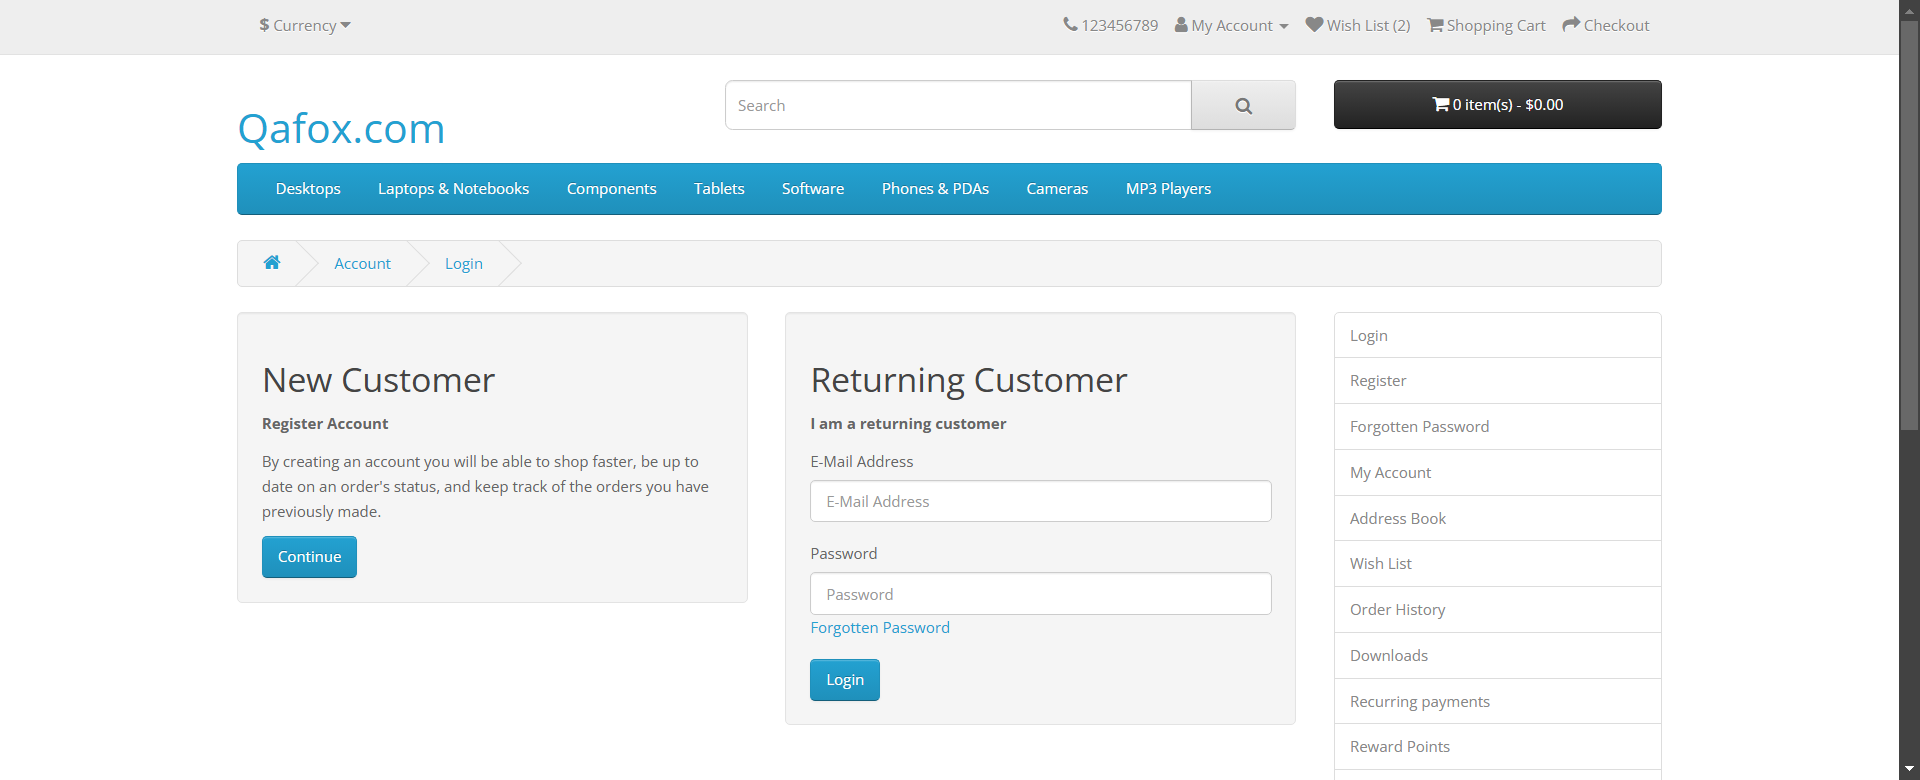 $ Currency
123456789 My Account Wish List (2) Shopping Cart Checkout
Qafox.com
Search
0 item(s) - $0.00
Desktops Laptops & Notebooks Components Tablets Software Phones & PDAs Cameras MP3 Players
Account Login
New Customer
Register Account
By creating an account you will be able to shop faster, be up to
date on an order's status, and keep track of the orders you have
previously made.
Continue
Returning Customer
I am a returning customer
E-Mail Address
E-Mail Address
Password
Password
Forgotten Password
Login
Login
Register
Forgotten Password
My Account
Address Book
Wish List
Order History
Downloads
Recurring payments
Reward Points